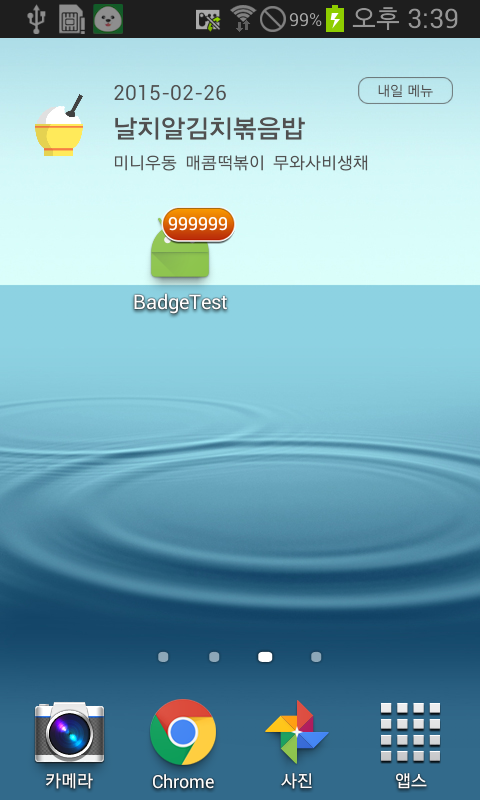 99% 오후 3:39
2015-02-26
내일 메뉴
날치알김치볶음밥
미니우동 매콤떡볶이 무와사비생채
999999
BadgeTest
카메라 Chrome 사진 앱스